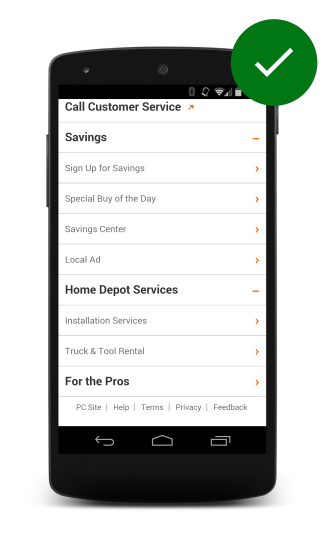 Call Customer Service
Savings
Sign Up for Savings
Special Buy of the Day
Savings Center
Local Ad
Home Depot Services
Installation Services
Truck & Tool Rental
For the Pros
PC Site | Help | Terms | Privacy | Feedback